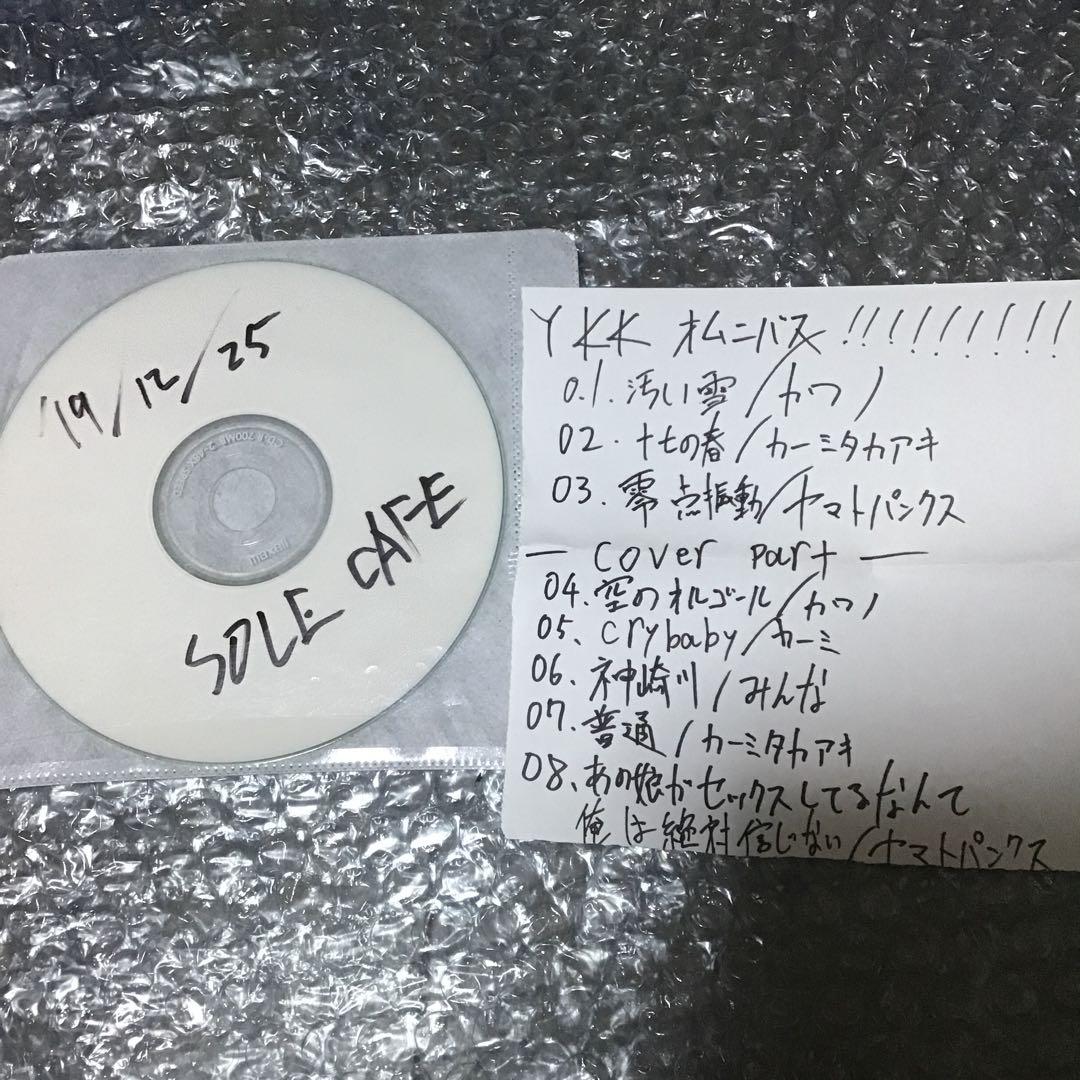 '19/12/25
SOLE CAFE
maxell
YKK オムニバス !!!!!!!!!
01. 汚い雪/カワノ
02. 十七の春/カーミタカアキ
03. 零点振動/ヤマトパンクス
— cover part —
04. 空のオルゴール/カワノ
05. crybaby/カーミ
06. 神崎川/みんな
07. 普通/カーミタカアキ
08. あの娘がセックスしてるなんて
俺は絶対信じない/ヤマトパンクス